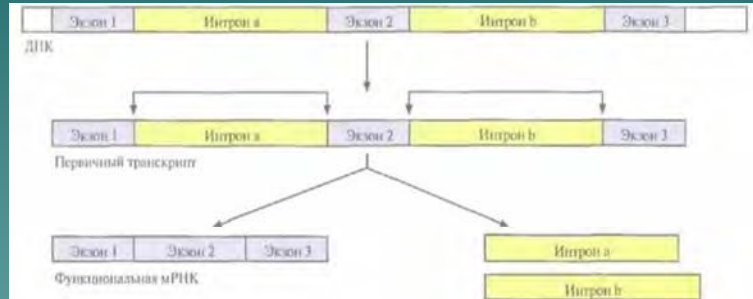 Экзон 1 Интрон a Экзон 2 Интрон b Экзон 3
ДНК
Экзон 1 Интрон a Экзон 2 Интрон b Экзон 3
Первичный транскрипт
Экзон 1 Экзон 2 Экзон 3
Функциональная мРНК
Интрон a
Интрон b